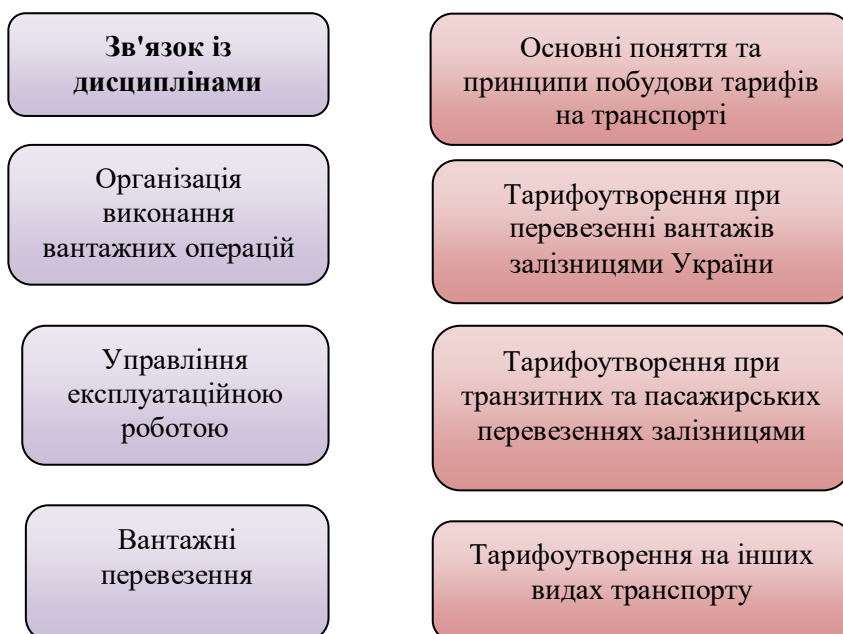 Зв'язок із
дисциплінами
Організація
виконання
вантажних операцій
Управління
експлуатаційною
роботою
Вантажні
перевезення
Основні поняття та
принципи побудови тарифів
на транспорті
Тарифоутворення при
перевезенні вантажів
залізницями України
Тарифоутворення при
транзитних та пасажирських
перевезеннях залізницями
Тарифоутворення на інших
видах транспорту